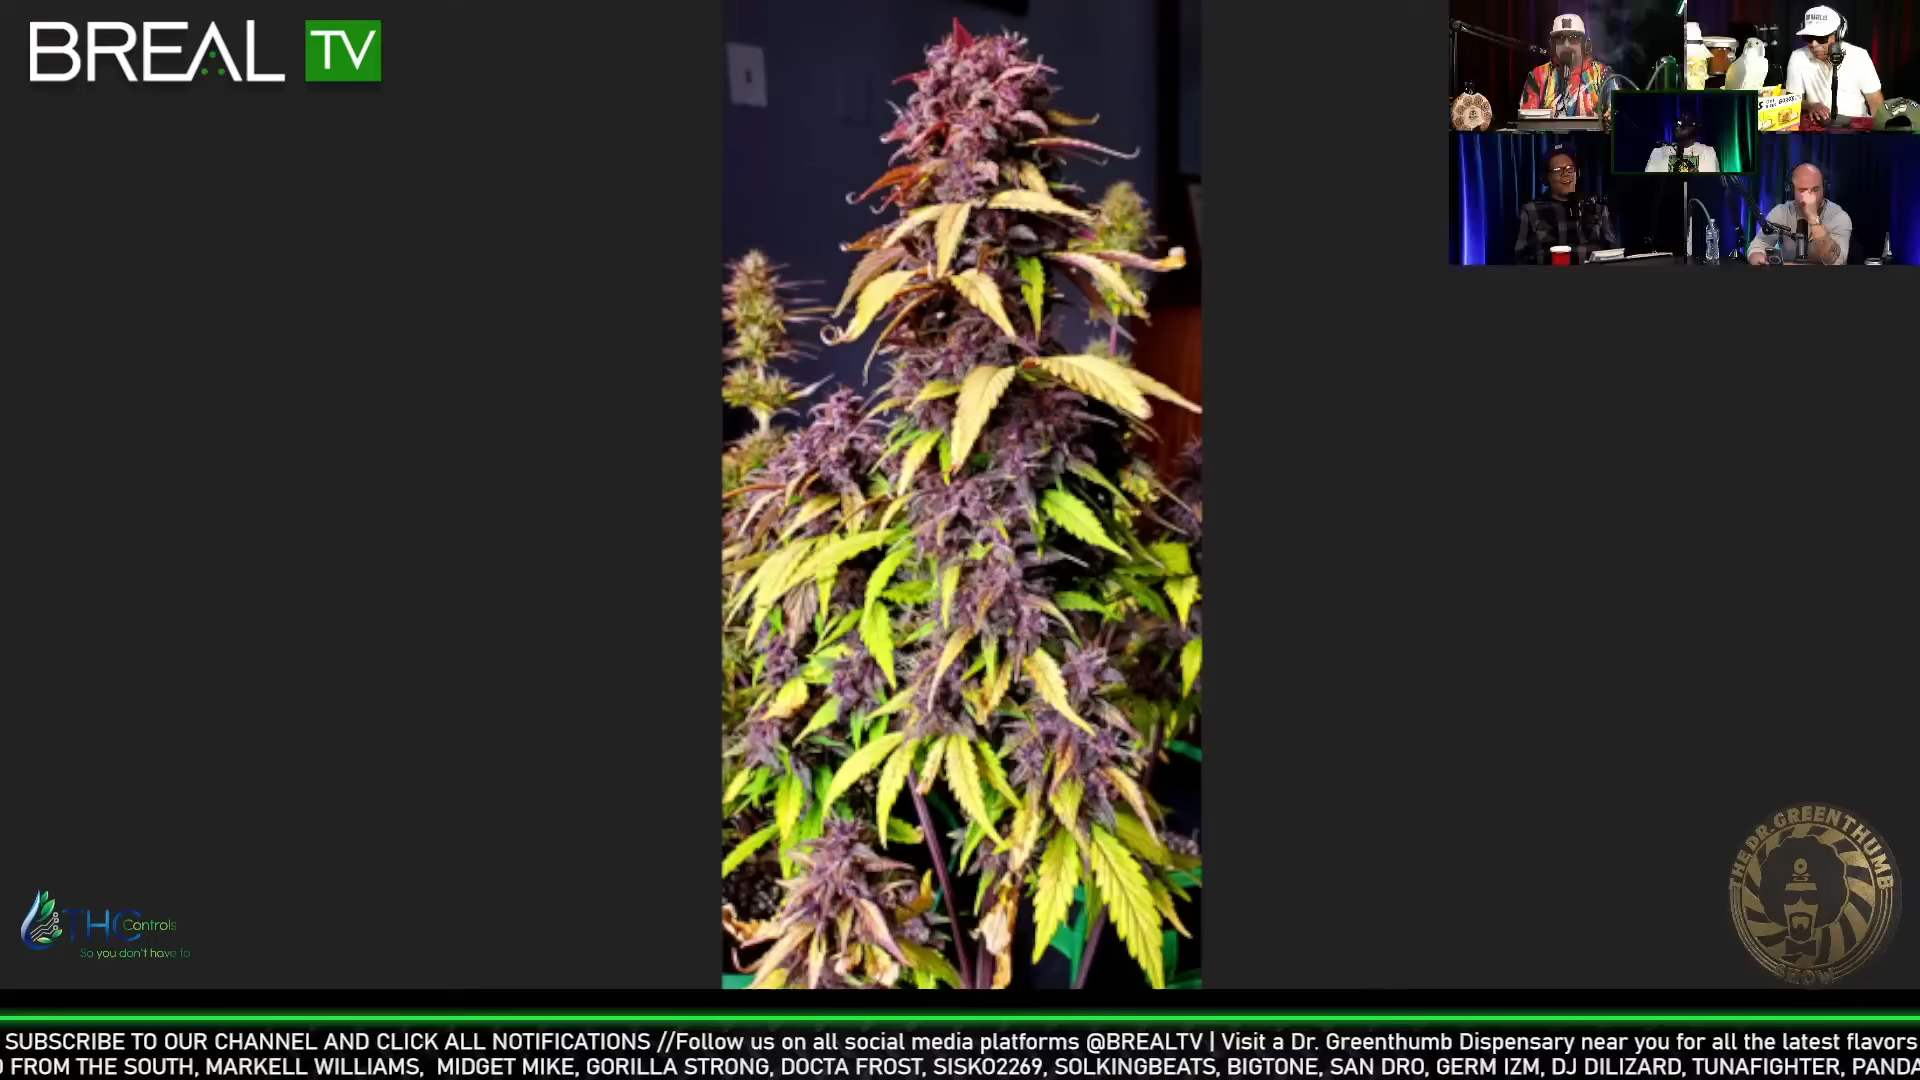 BREAL TV
THC Controls
So you don't have to
THE DR. GREENTHUMB
SHOW
SUBSCRIBE TO OUR CHANNEL AND CLICK ALL NOTIFICATIONS //Follow us on all social media platforms @BREALTV | Visit a Dr. Greenthumb Dispensary near you for all the latest flavors
FROM THE SOUTH, MARKELL WILLIAMS, MIDGET MIKE, GORILLA STRONG, DOCTA FROST, SISKO2269, SOLKINGBEATS, BIGTONE, SAN DRO, GERM IZM, DJ DILIZARD, TUNAFIGHTER, PANDA